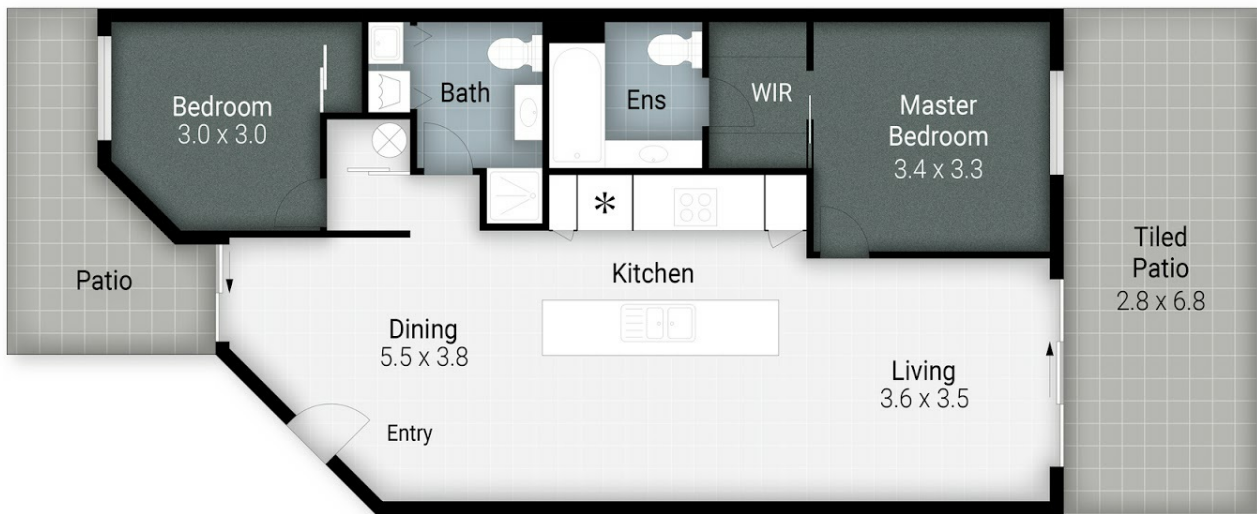 Bedroom
3.0 x 3.0
Bath
Ens
WIR
Master
Bedroom
3.4 x 3.3
*
Patio
Kitchen
Tiled
Patio
2.8 x 6.8
Dining
5.5 x 3.8
Living
3.6 x 3.5
Entry